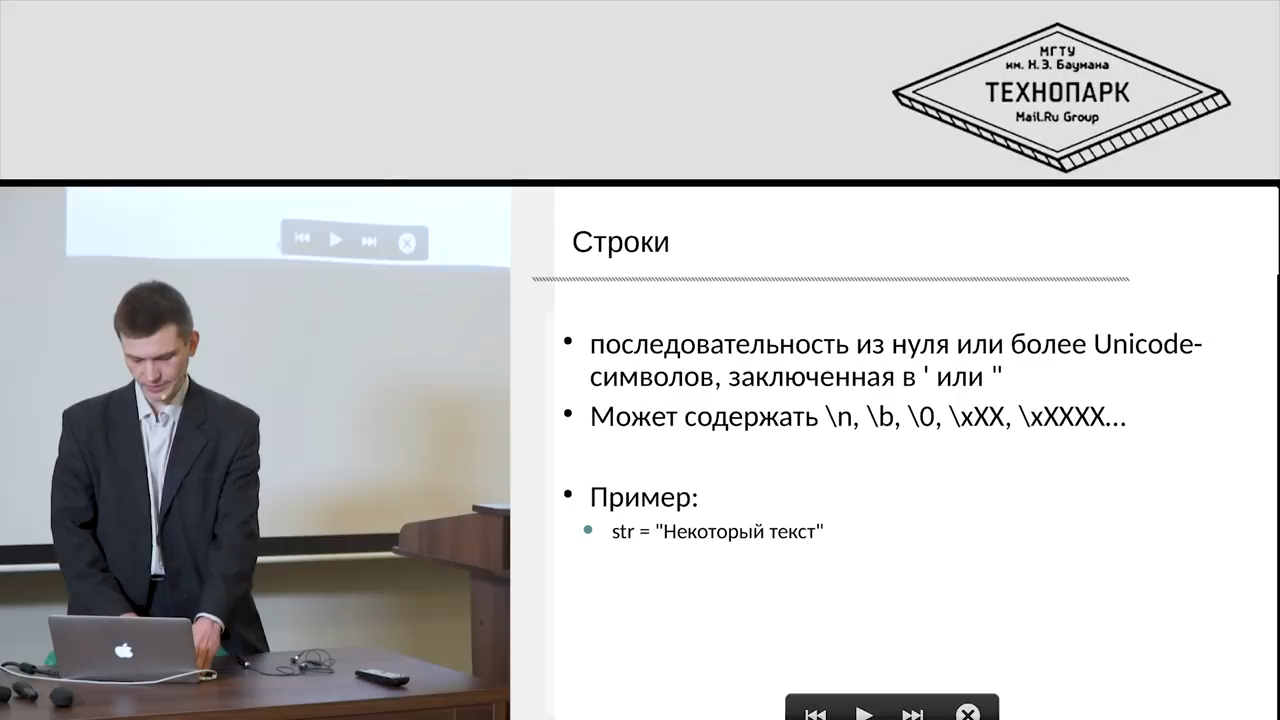 МГТУ
им. Н.Э. Баумана
ТЕХНОПАРК
Mail.Ru Group
Строки
• последовательность из нуля или более Unicode-
символов, заключенная в ' или "
• Может содержать \n, \b, \0, \xXX, \xXXXX...
• Пример:
• str = "Некоторый текст"